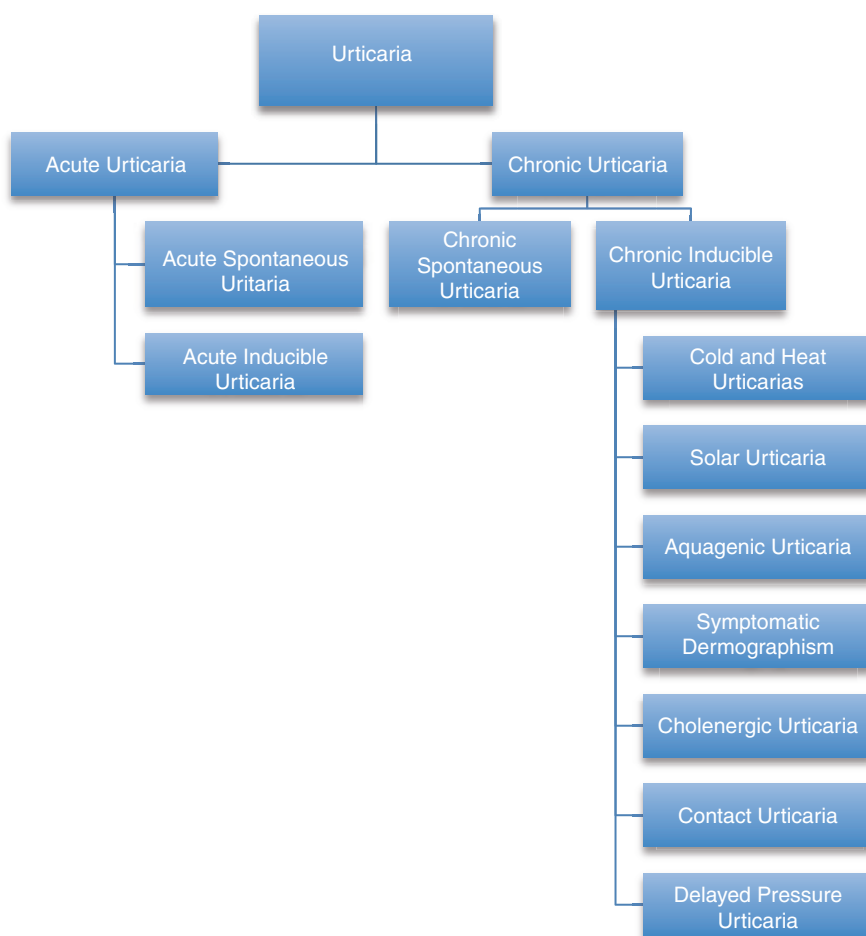 Urticaria
Acute Urticaria
Chronic Urticaria
Acute Spontaneous
Uritaria
Acute Inducible
Urticaria
Chronic
Spontaneous
Urticaria
Chronic Inducible
Urticaria
Cold and Heat
Urticarias
Solar Urticaria
Aquagenic Urticaria
Symptomatic
Dermographism
Cholenergic Urticaria
Contact Urticaria
Delayed Pressure
Urticaria